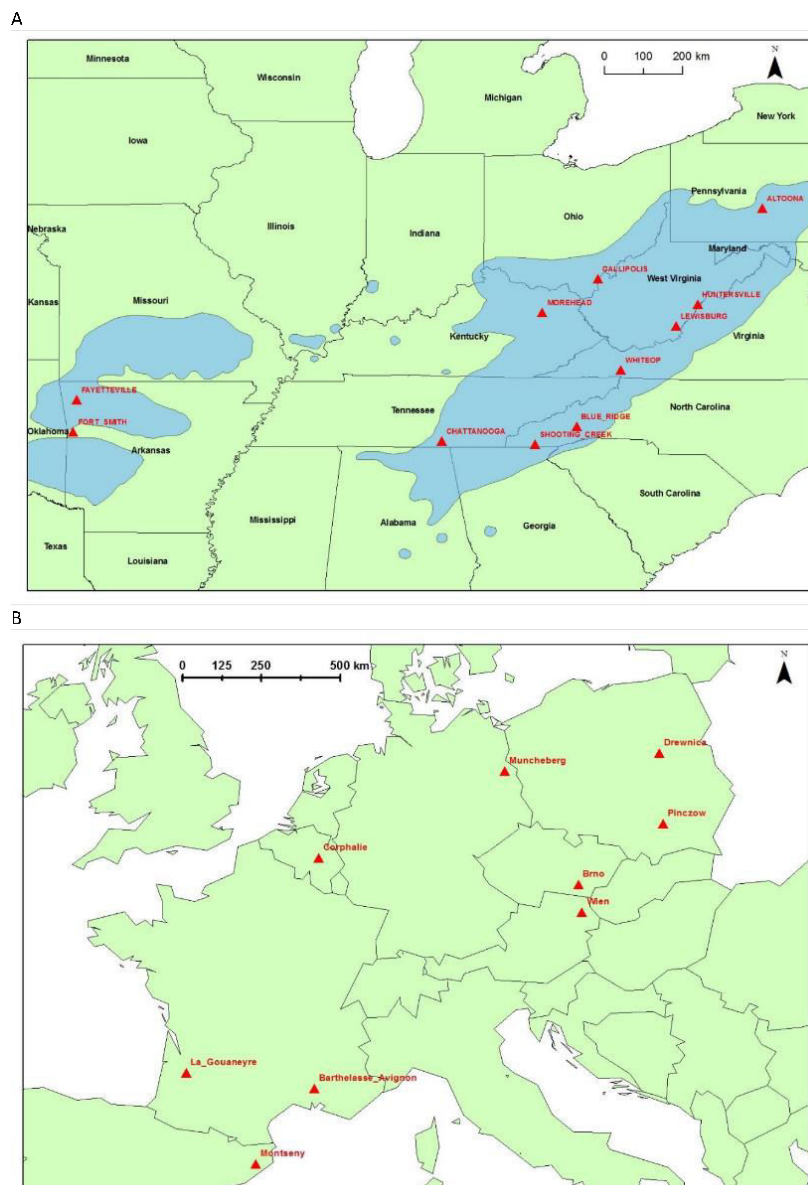 A
0 100 200 km
N
Minnesota
Wisconsin
Michigan
New York
Iowa
Pennsylvania
ALTOONA
Ohio
Nebraska
Illinois
Indiana
Maryland
GALLIPOLIS
West Virginia
Kansas
Missouri
MOREHEAD
HUNTERSVILLE
LEWISBURG
Kentucky
Virginia
WHITEOP
FAYETTEVILLE
Tennessee
North Carolina
BLUE_RIDGE
Oklahoma
FORT_SMITH
CHATTANOOGA
SHOOTING_CREEK
Arkansas
South Carolina
Mississippi
Alabama
Georgia
Texas
Louisiana
B
0 125 250 500 km
N
Drewnica
Muncheberg
Pinczow
Corphalie
Brno
Wien
La_Gouaneyre
Barthelasse_Avignon
Montseny